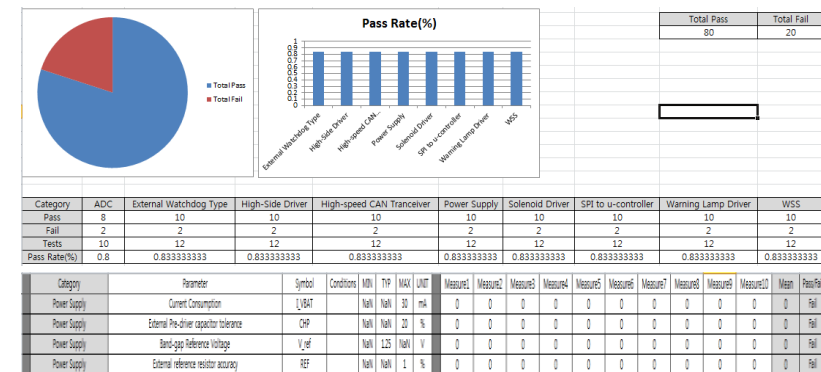 Pass Rate(%)
Total Pass Total Fail
80 20
0.9
0.8
0.7
0.6
0.5
0.4
0.3
0.2
0.1
0
Total Pass
Total Fail
External Watchdog Type
High-Side Driver
High-speed CAN...
Power Supply
Solenoid Driver
SPI to u-controller
Warning Lamp Driver
WSS
Category ADC External Watchdog Type High-Side Driver High-speed CAN Tranceiver Power Supply Solenoid Driver SPI to u-controller Warning Lamp Driver WSS
Pass 8 10 10 10 10 10 10 10 10
Fail 2 2 2 2 2 2 2 2 2
Tests 10 12 12 12 12 12 12 12 12
Pass Rate(%) 0.8 0.833333333 0.833333333 0.833333333 0.833333333 0.833333333 0.833333333 0.833333333 0.833333333
Category Parameter Symbol Conditions MIN TYP MAX UNIT Measure1 Measure2 Measure3 Measure4 Measure5 Measure6 Measure7 Measure8 Measure9 Measure10 Mean Pass/Fa
Power Supply Current Consumption I_VBAT NaN NaN 30 mA 0 0 0 0 0 0 0 0 0 0 0 Fail
Power Supply External Pre-driver capacitor tolerance CHP NaN NaN 20 % 0 0 0 0 0 0 0 0 0 0 0 Fail
Power Supply Band-gap Reference Voltage V_ref NaN 1.25 NaN V 0 0 0 0 0 0 0 0 0 0 0 Fail
Power Supply External reference resistor accuracy REF NaN NaN 1 % 0 0 0 0 0 0 0 0 0 0 0 Fail